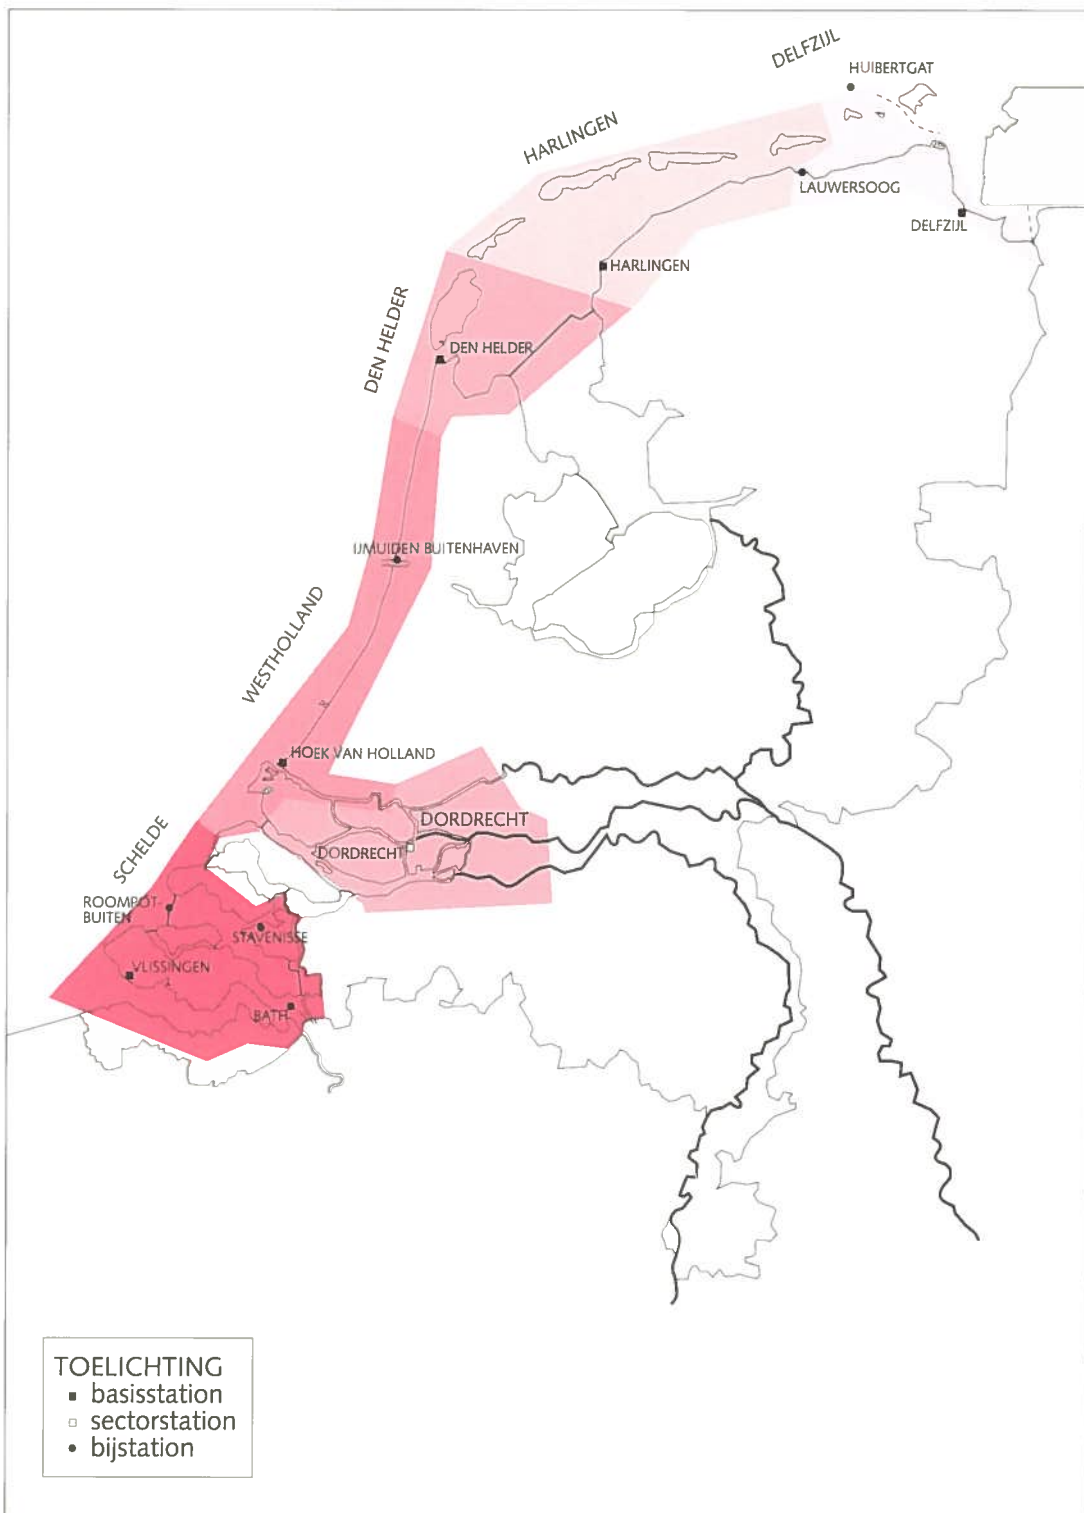 DELFZIJL
HUIBERTGAT
HARLINGEN
LAUWERSOOG
DELFZIJL
HARLINGEN
DEN HELDER
DEN HELDER
IJMUIDEN BUITENHAVEN
WESTHOLLAND
HOEK VAN HOLLAND
DORDRECHT
DORDRECHT
SCHELDE
ROOMPOT-
BUITEN
STAVENISSE
VLISSINGEN
BATH
TOELICHTING
basisstation
sectorstation
bijstation